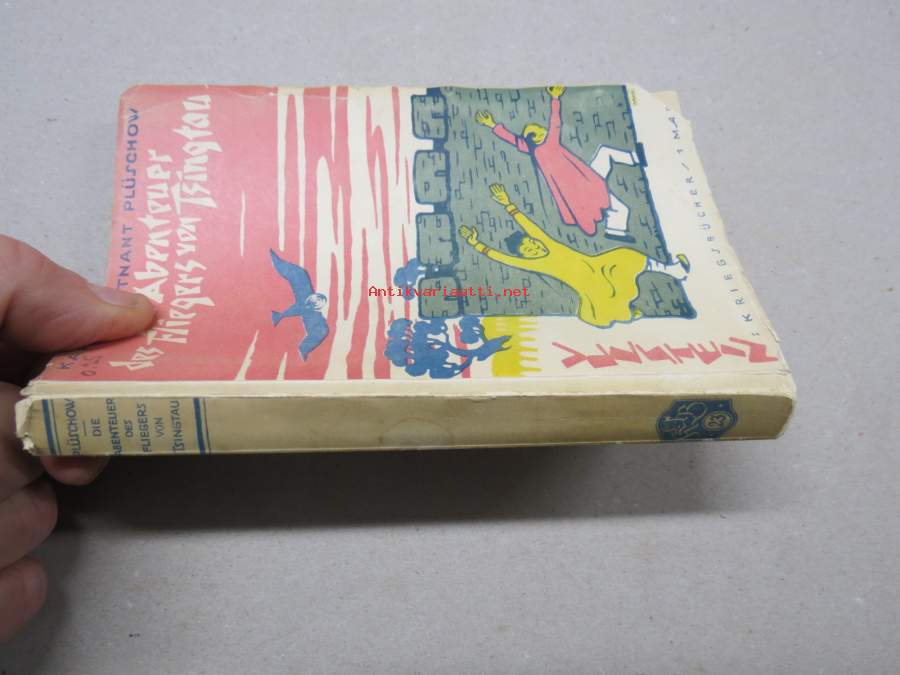 TNANT PLÜSCHOW
Abenteuer
des Fliegers von Tsingtau
Antikvariaatti.net
KRIEGSBÜCHER / 1 MA
PLÜSCHOW
DIE
ABENTEUER
DES
FLIEGERS
VON
TSINGTAU
23